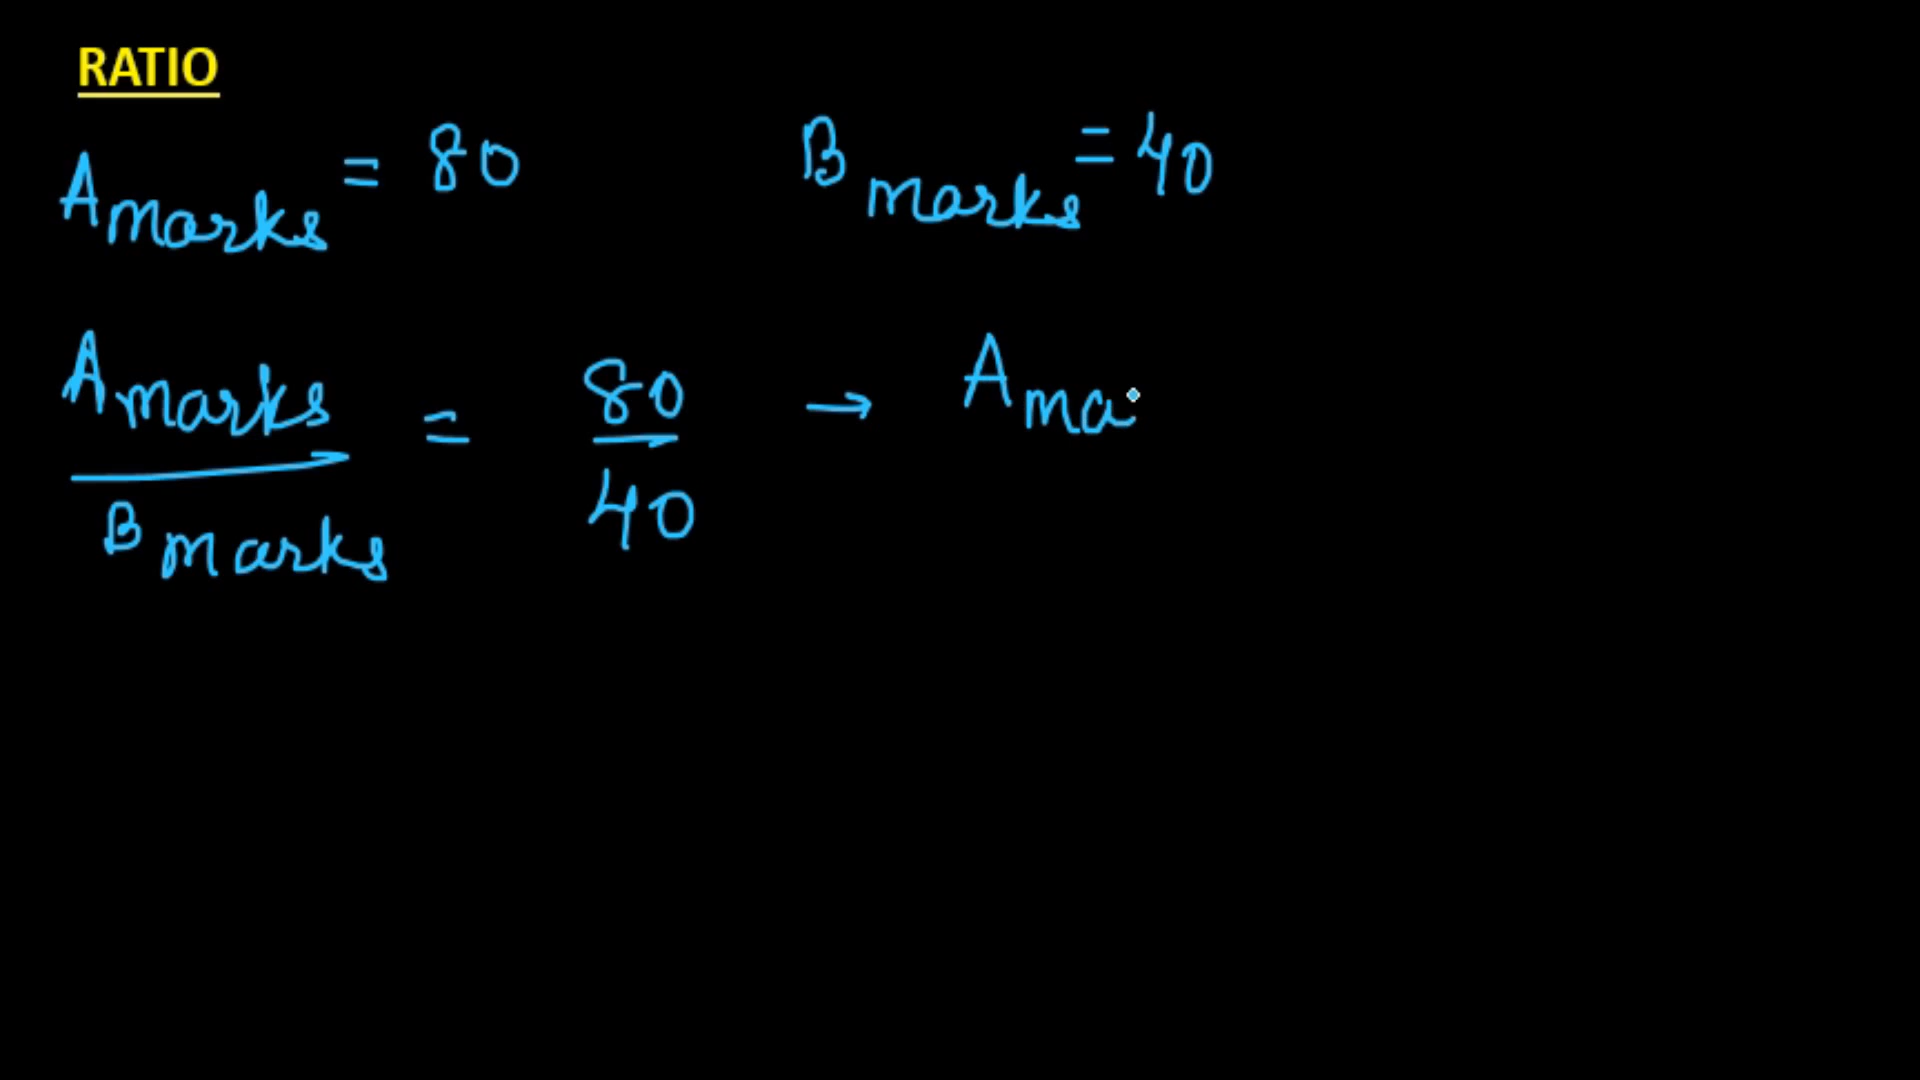 RATIO
A marks = 80 B marks = 40
A marks / B marks = 80 / 40 → A ma